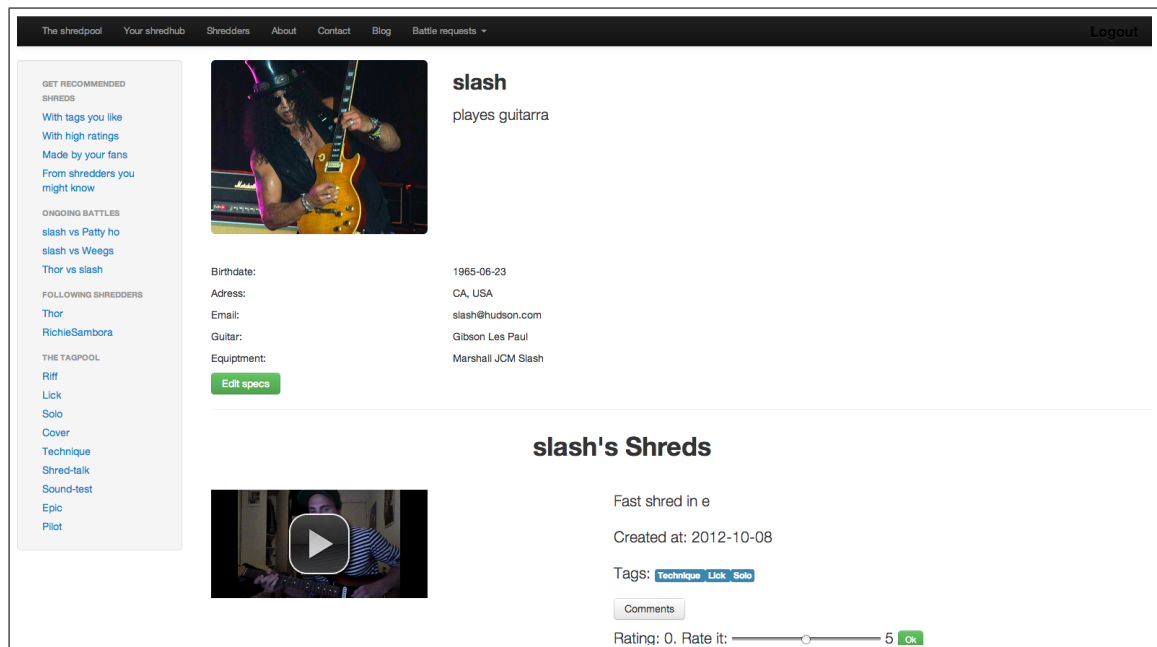 The shredpool Your shredhub Shredders About Contact Blog Battle requests Logout
GET RECOMMENDED
SHREDS
With tags you like
With high ratings
Made by your fans
From shredders you
might know
ONGOING BATTLES
slash vs Patty ho
slash vs Weegs
Thor vs slash
FOLLOWING SHREDDERS
Thor
RichieSambora
THE TAGPOOL
Riff
Lick
Solo
Cover
Technique
Shred-talk
Sound-test
Epic
Pilot
slash
playes guitarra
Marshall
Birthdate: 1965-06-23
Adress: CA, USA
Email: slash@hudson.com
Guitar: Gibson Les Paul
Equiptment: Marshall JCM Slash
Edit specs
slash's Shreds
Fast shred in e
Created at: 2012-10-08
Tags: Technique Lick Solo
Comments
Rating: 0. Rate it: 5 Ok